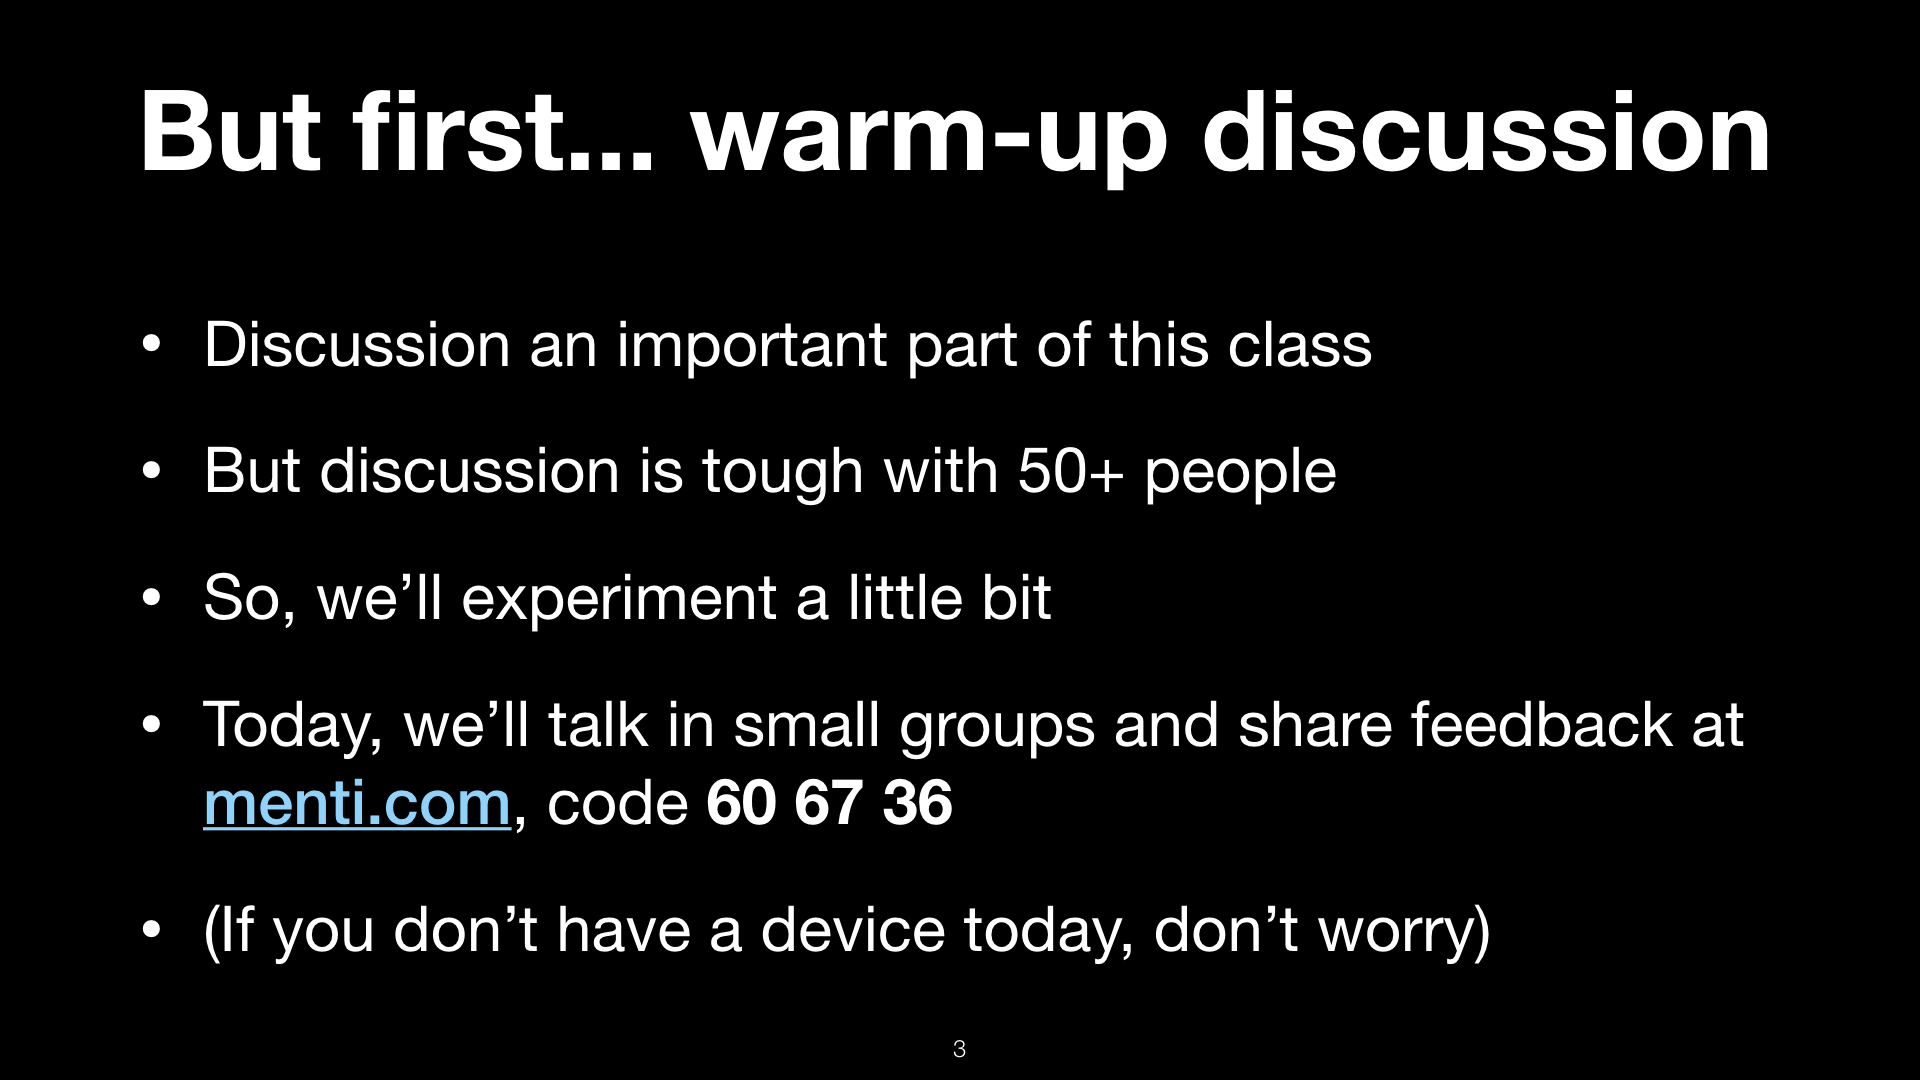 But first... warm-up discussion
• Discussion an important part of this class
• But discussion is tough with 50+ people
• So, we’ll experiment a little bit
• Today, we’ll talk in small groups and share feedback at
menti.com, code 60 67 36
• (If you don’t have a device today, don’t worry)
3